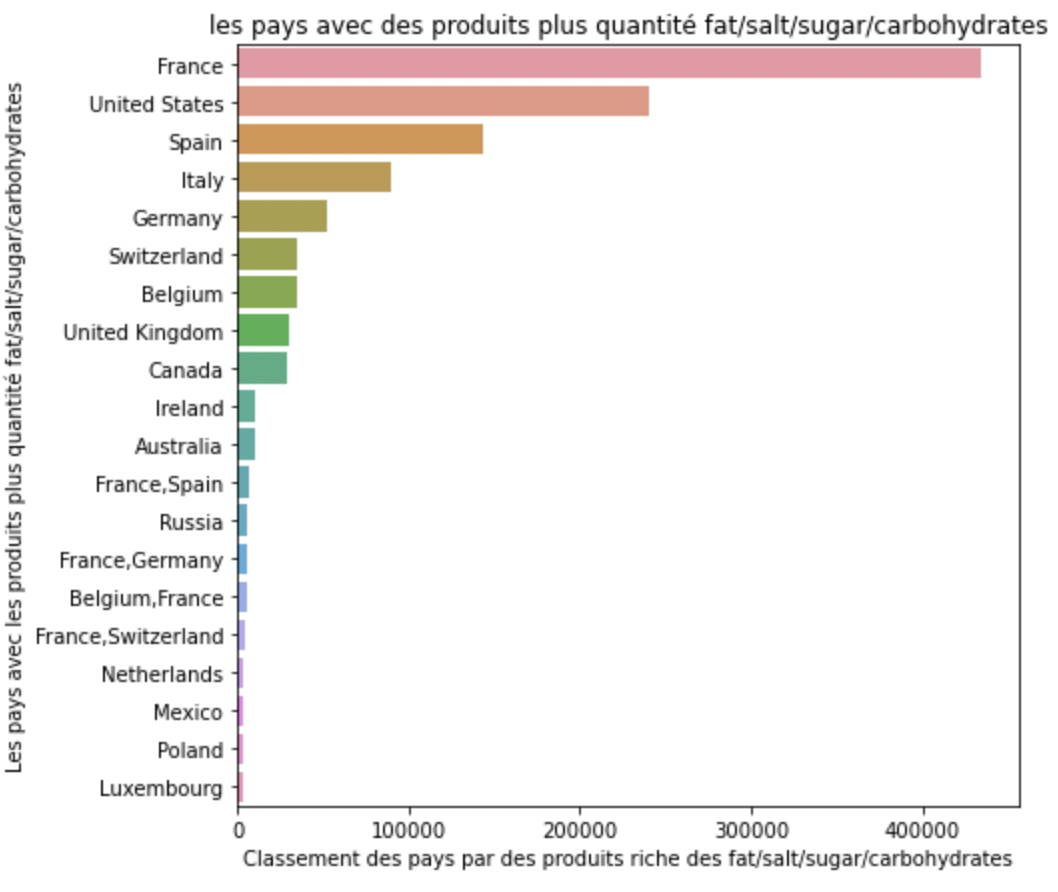 les pays avec des produits plus quantité fat/salt/sugar/carbohydrates
Les pays avec les produits plus quantité fat/salt/sugar/carbohydrates
France
United States
Spain
Italy
Germany
Switzerland
Belgium
United Kingdom
Canada
Ireland
Australia
France,Spain
Russia
France,Germany
Belgium,France
France,Switzerland
Netherlands
Mexico
Poland
Luxembourg
0 100000 200000 300000 400000
Classement des pays par des produits riche des fat/salt/sugar/carbohydrates